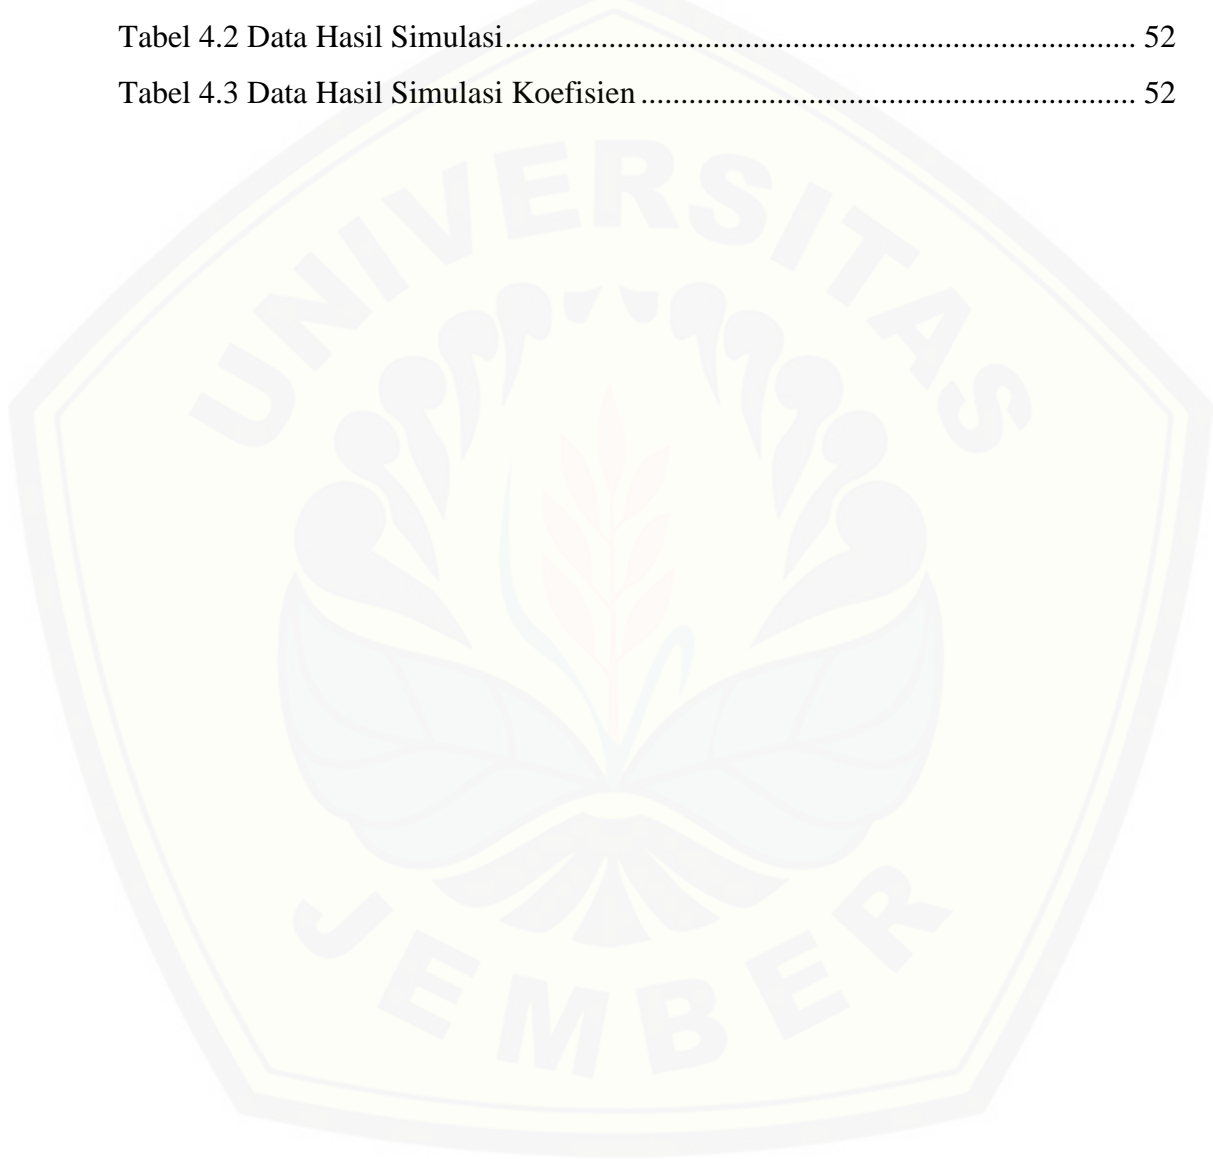 Tabel 4.2 Data Hasil Simulasi............................................................................... 52
Tabel 4.3 Data Hasil Simulasi Koefisien .............................................................. 52
UNIVERSITAS
JEMBER